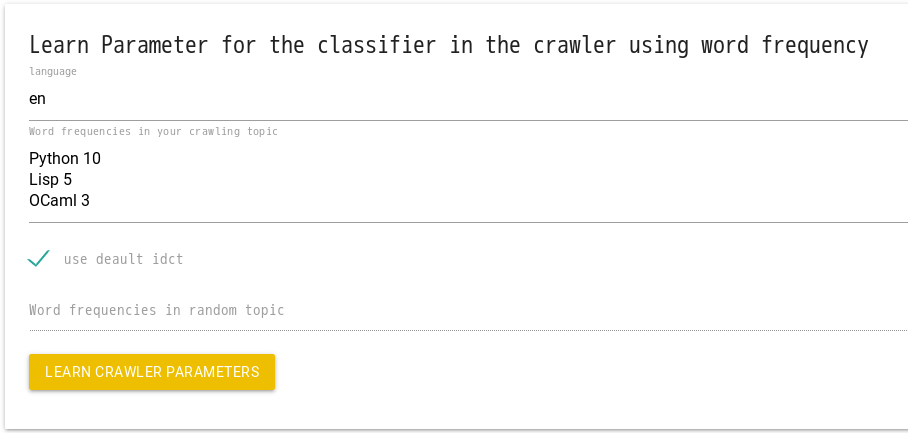 Learn Parameter for the classifier in the crawler using word frequency
language
en
Word frequencies in your crawling topic
Python 10
Lisp 5
OCaml 3
use deault idct
Word frequencies in random topic
LEARN CRAWLER PARAMETERS